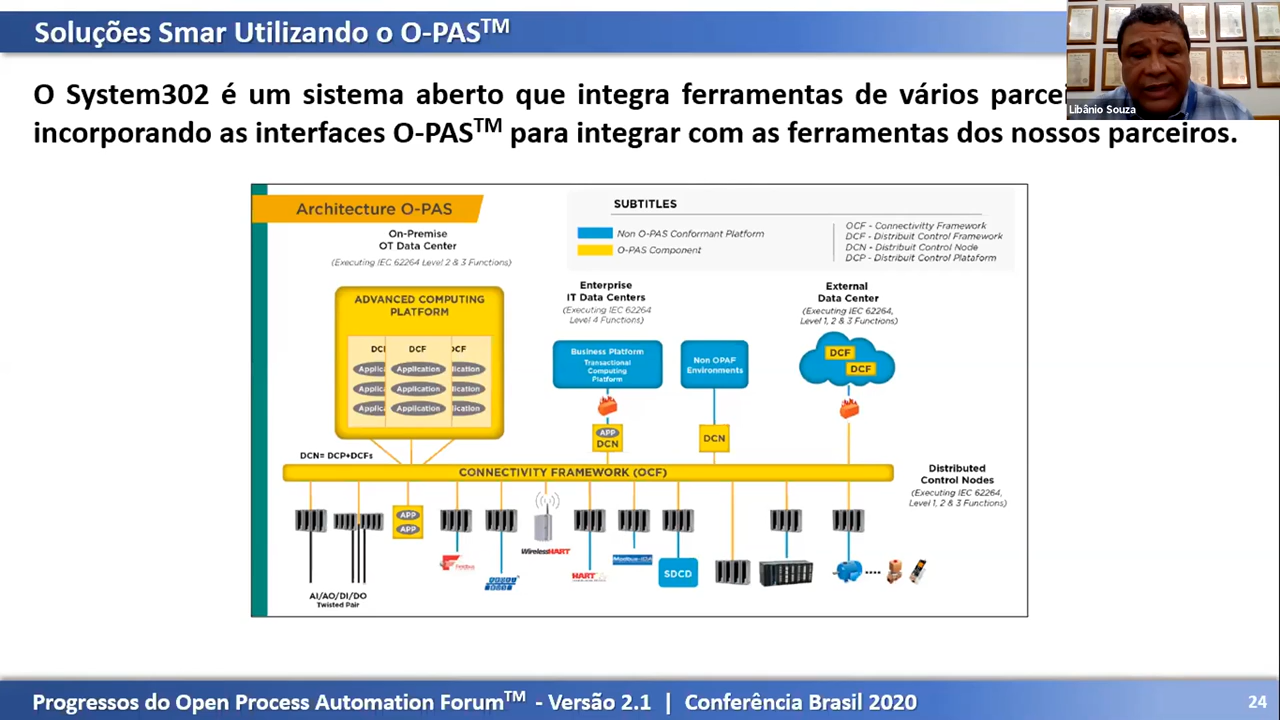 Soluções Smar Utilizando o O-PAS™
Libânio Souza
O System302 é um sistema aberto que integra ferramentas de vários
incorporando as interfaces O-PAS™ para integrar com as ferramentas dos nossos parceiros.
Architecture O-PAS
SUBTITLES
Non O-PAS Conformant Platform
O-PAS Component
OCF - Connectivity Framework
DCF - Distribuit Control Framework
DCN - Distribuit Control Node
DCP - Distribuit Control Plataform
On-Premise
OT Data Center
(Executing IEC 62264 Level 2 & 3 Functions)
ADVANCED COMPUTING
PLATFORM
DCF
Application
Application
Application
Enterprise
IT Data Centers
(Executing IEC 62264
Level 4 Functions)
Business Platform
Transactional
Computing
Platform
Non OPAF
Environments
External
Data Center
(Executing IEC 62264,
Level 1, 2 & 3 Functions)
DCF
DCF
APP
DCN
DCN
DCN= DCP+DCFs
CONNECTIVITY FRAMEWORK (OCF)
Distributed
Control Nodes
(Executing IEC 62264,
Level 1, 2 & 3 Functions)
APP
APP
WirelessHART
HART
SDCD
AI/AO/DI/DO
Twisted Pair
Progressos do Open Process Automation Forum™ - Versão 2.1 | Conferência Brasil 2020
24